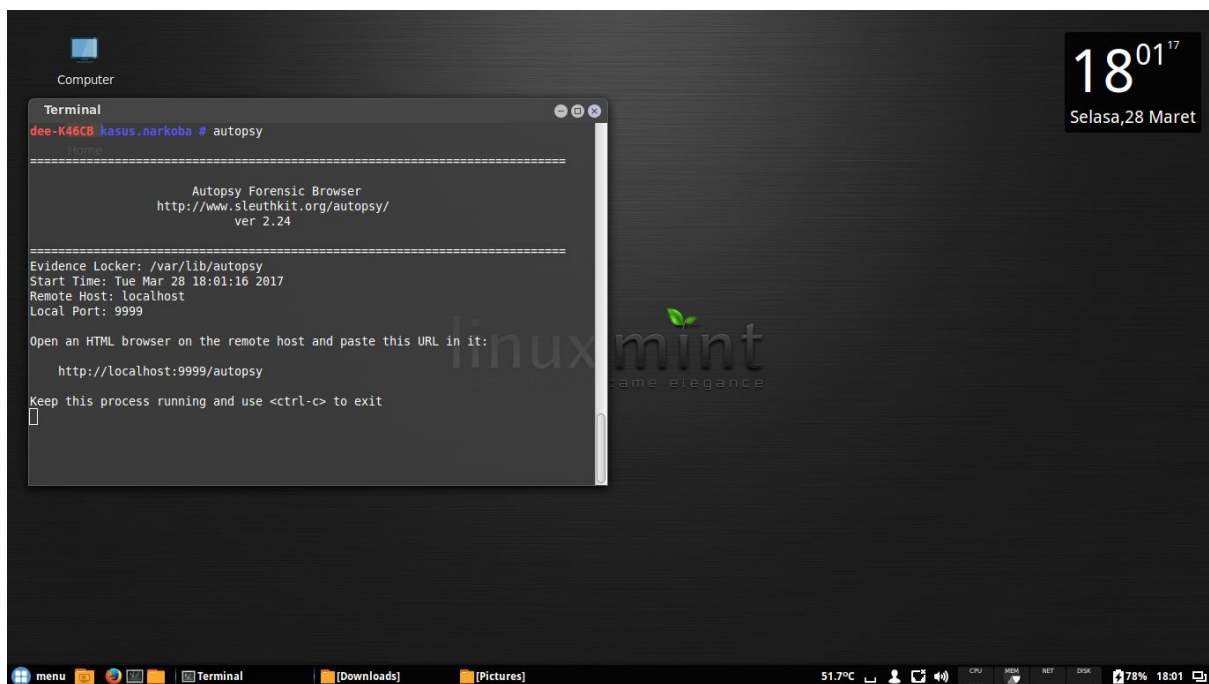 Computer
18 01 17
Selasa,28 Maret
Terminal
dee-K46CB kasus.narkoba # autopsy
Home
============================================================================
Autopsy Forensic Browser
http://www.sleuthkit.org/autopsy/
ver 2.24
============================================================================
Evidence Locker: /var/lib/autopsy
Start Time: Tue Mar 28 18:01:16 2017
Remote Host: localhost
Local Port: 9999
Open an HTML browser on the remote host and paste this URL in it:
http://localhost:9999/autopsy
Keep this process running and use <ctrl-c> to exit
linux mint
came elegance
menu Terminal [Downloads] [Pictures] 51.7ºC CPU MEM NET DISK 78% 18:01